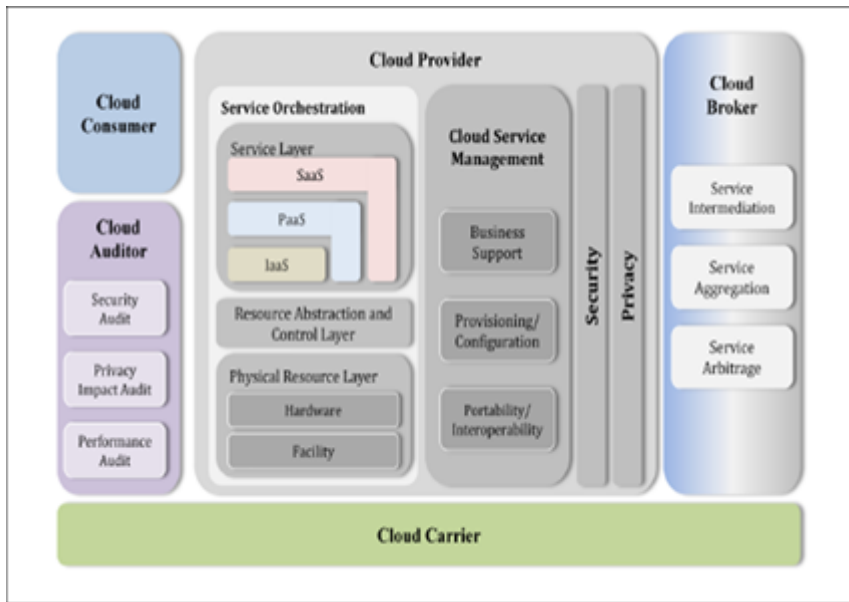 Cloud
Consumer
Cloud
Auditor
Security
Audit
Privacy
Impact Audit
Performance
Audit
Cloud Provider
Service Orchestration
Service Layer
SaaS
PaaS
IaaS
Resource Abstraction and
Control Layer
Physical Resource Layer
Hardware
Facility
Cloud Service
Management
Business
Support
Provisioning/
Configuration
Portability/
Interoperability
Security
Privacy
Cloud
Broker
Service
Intermediation
Service
Aggregation
Service
Arbitrage
Cloud Carrier